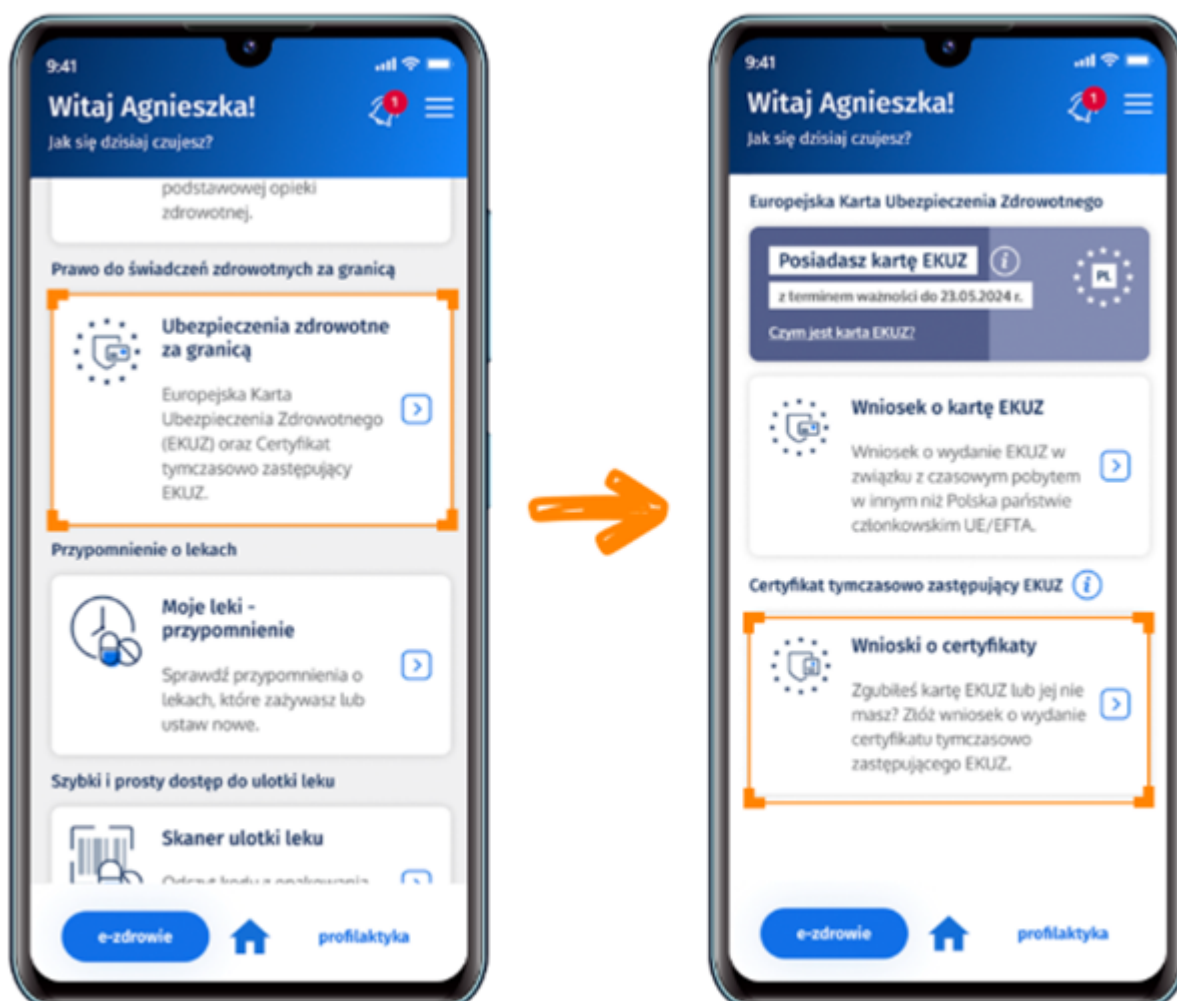 9:41
Witaj Agnieszka!
1
Jak się dzisiaj czujesz?
podstawowej opieki
zdrowotnej.
Prawo do świadczeń zdrowotnych za granicą
Ubezpieczenia zdrowotne
za granicą
Europejska Karta
Ubezpieczenia Zdrowotnego
(EKUZ) oraz Certyfikat
tymczasowo zastępujący
EKUZ.
Przypomnienie o lekach
Moje leki -
przypomnienie
Sprawdź przypomnienia o
lekach, które zażywasz lub
ustaw nowe.
Szybki i prosty dostęp do ulotki leku
Skaner ulotki leku
Odczyt kodu z opakowania
e-zdrowie
profilaktyka
9:41
Witaj Agnieszka!
1
Jak się dzisiaj czujesz?
Europejska Karta Ubezpieczenia Zdrowotnego
Posiadasz kartę EKUZ
i
PL
z terminem ważności do 23.05.2024 r.
Czym jest karta EKUZ?
Wniosek o kartę EKUZ
Wniosek o wydanie EKUZ w
związku z czasowym pobytem
w innym niż Polska państwie
członkowskim UE/EFTA.
Certyfikat tymczasowo zastępujący EKUZ i
Wnioski o certyfikaty
Zgubiłeś kartę EKUZ lub jej nie
masz? Złóż wniosek o wydanie
certyfikatu tymczasowo
zastępującego EKUZ.
e-zdrowie
profilaktyka